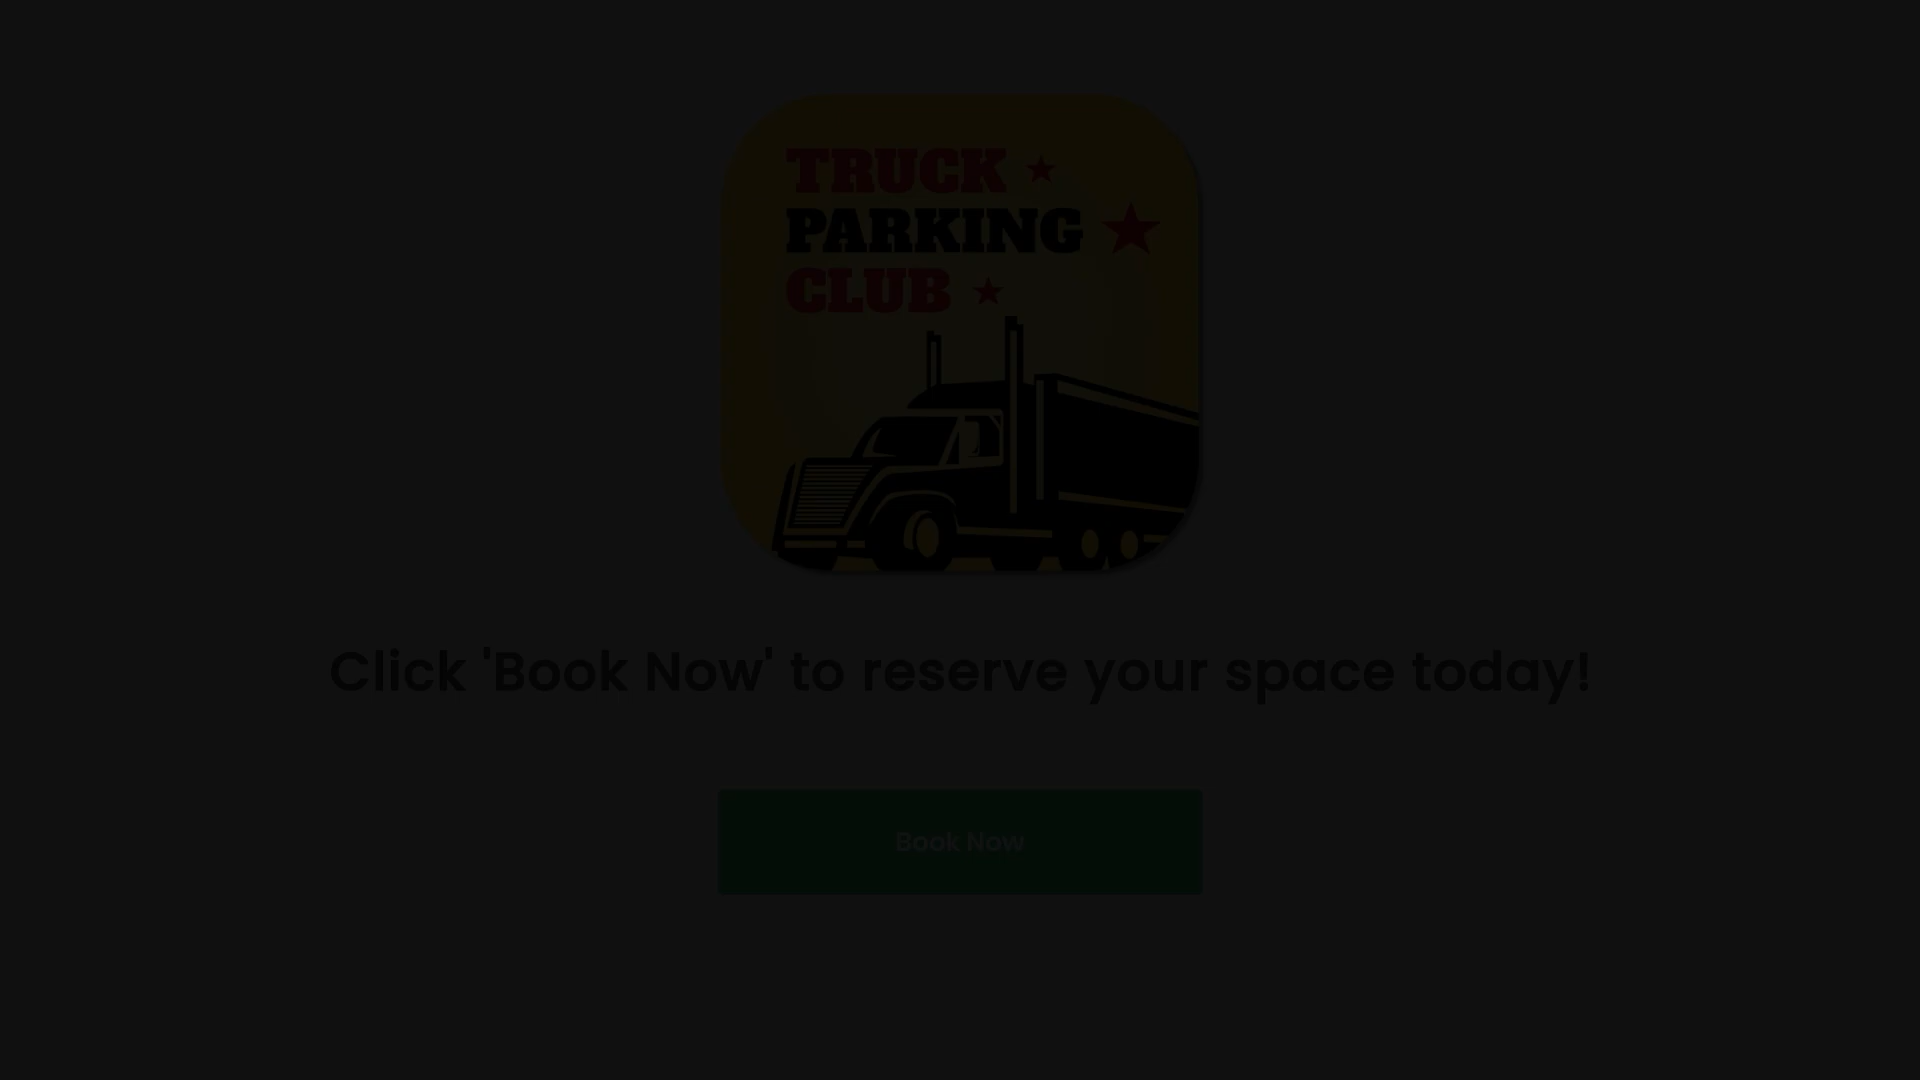 TRUCK
PARKING
CLUB
Click 'Book Now' to reserve your space today!
Book Now